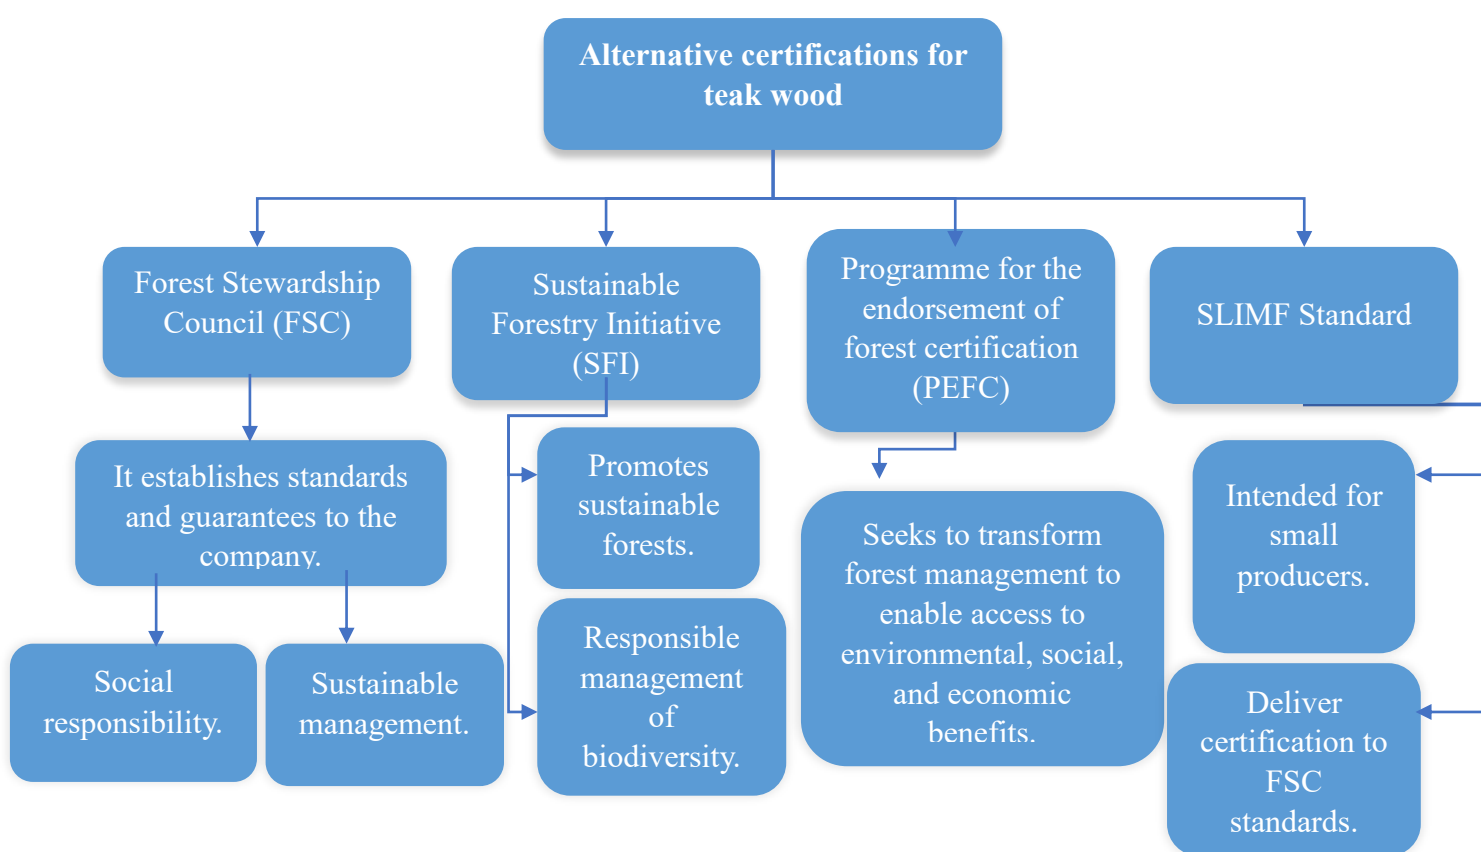 Alternative certifications for
teak wood
Forest Stewardship
Council (FSC)
Sustainable
Forestry Initiative
(SFI)
Programme for the
endorsement of
forest certification
(PEFC)
SLIMF Standard
It establishes standards
and guarantees to the
company.
Social
responsibility.
Sustainable
management.
Promotes
sustainable
forests.
Responsible
management
of
biodiversity.
Seeks to transform
forest management to
enable access to
environmental, social,
and economic
benefits.
Intended for
small
producers.
Deliver
certification to
FSC
standards.